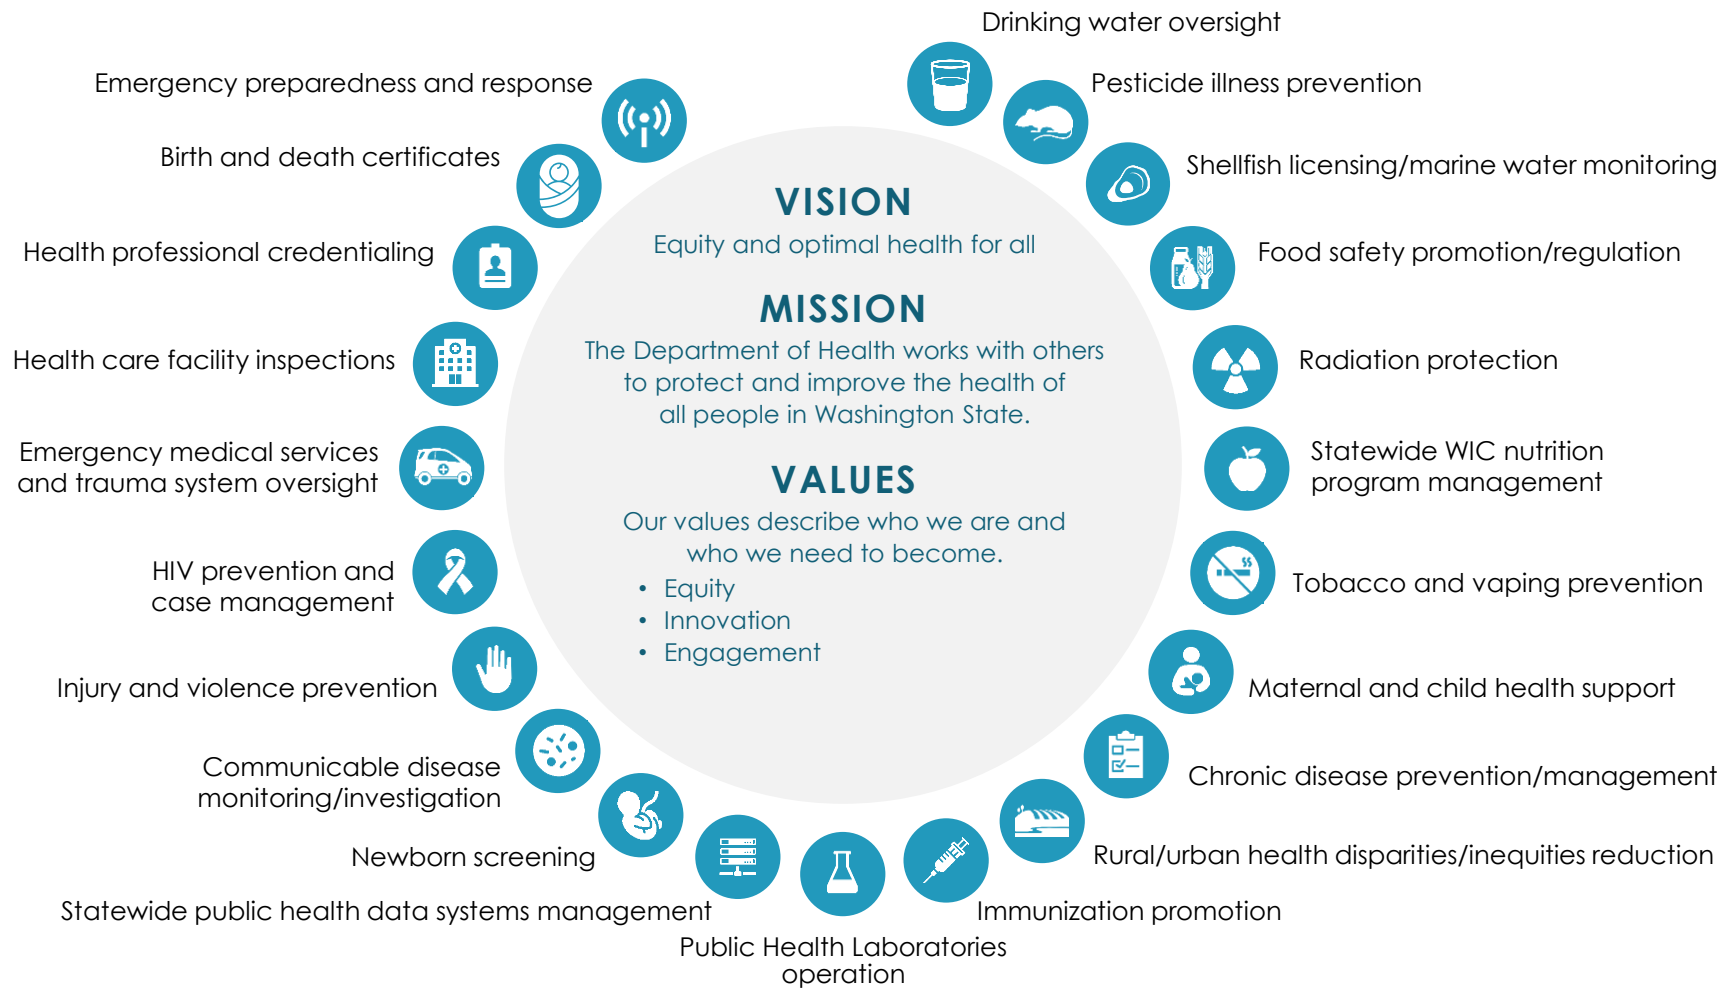 Drinking water oversight
Pesticide illness prevention
Shellfish licensing/marine water monitoring
Food safety promotion/regulation
Radiation protection
Statewide WIC nutrition
program management
Tobacco and vaping prevention
Maternal and child health support
Chronic disease prevention/management
Rural/urban health disparities/inequities reduction
Immunization promotion
Public Health Laboratories
operation
Statewide public health data systems management
Newborn screening
Communicable disease
monitoring/investigation
Injury and violence prevention
HIV prevention and
case management
Emergency medical services
and trauma system oversight
Health care facility inspections
Health professional credentialing
Birth and death certificates
Emergency preparedness and response
VISION
Equity and optimal health for all
MISSION
The Department of Health works with others
to protect and improve the health of
all people in Washington State.
VALUES
Our values describe who we are and
who we need to become.
• Equity
• Innovation
• Engagement